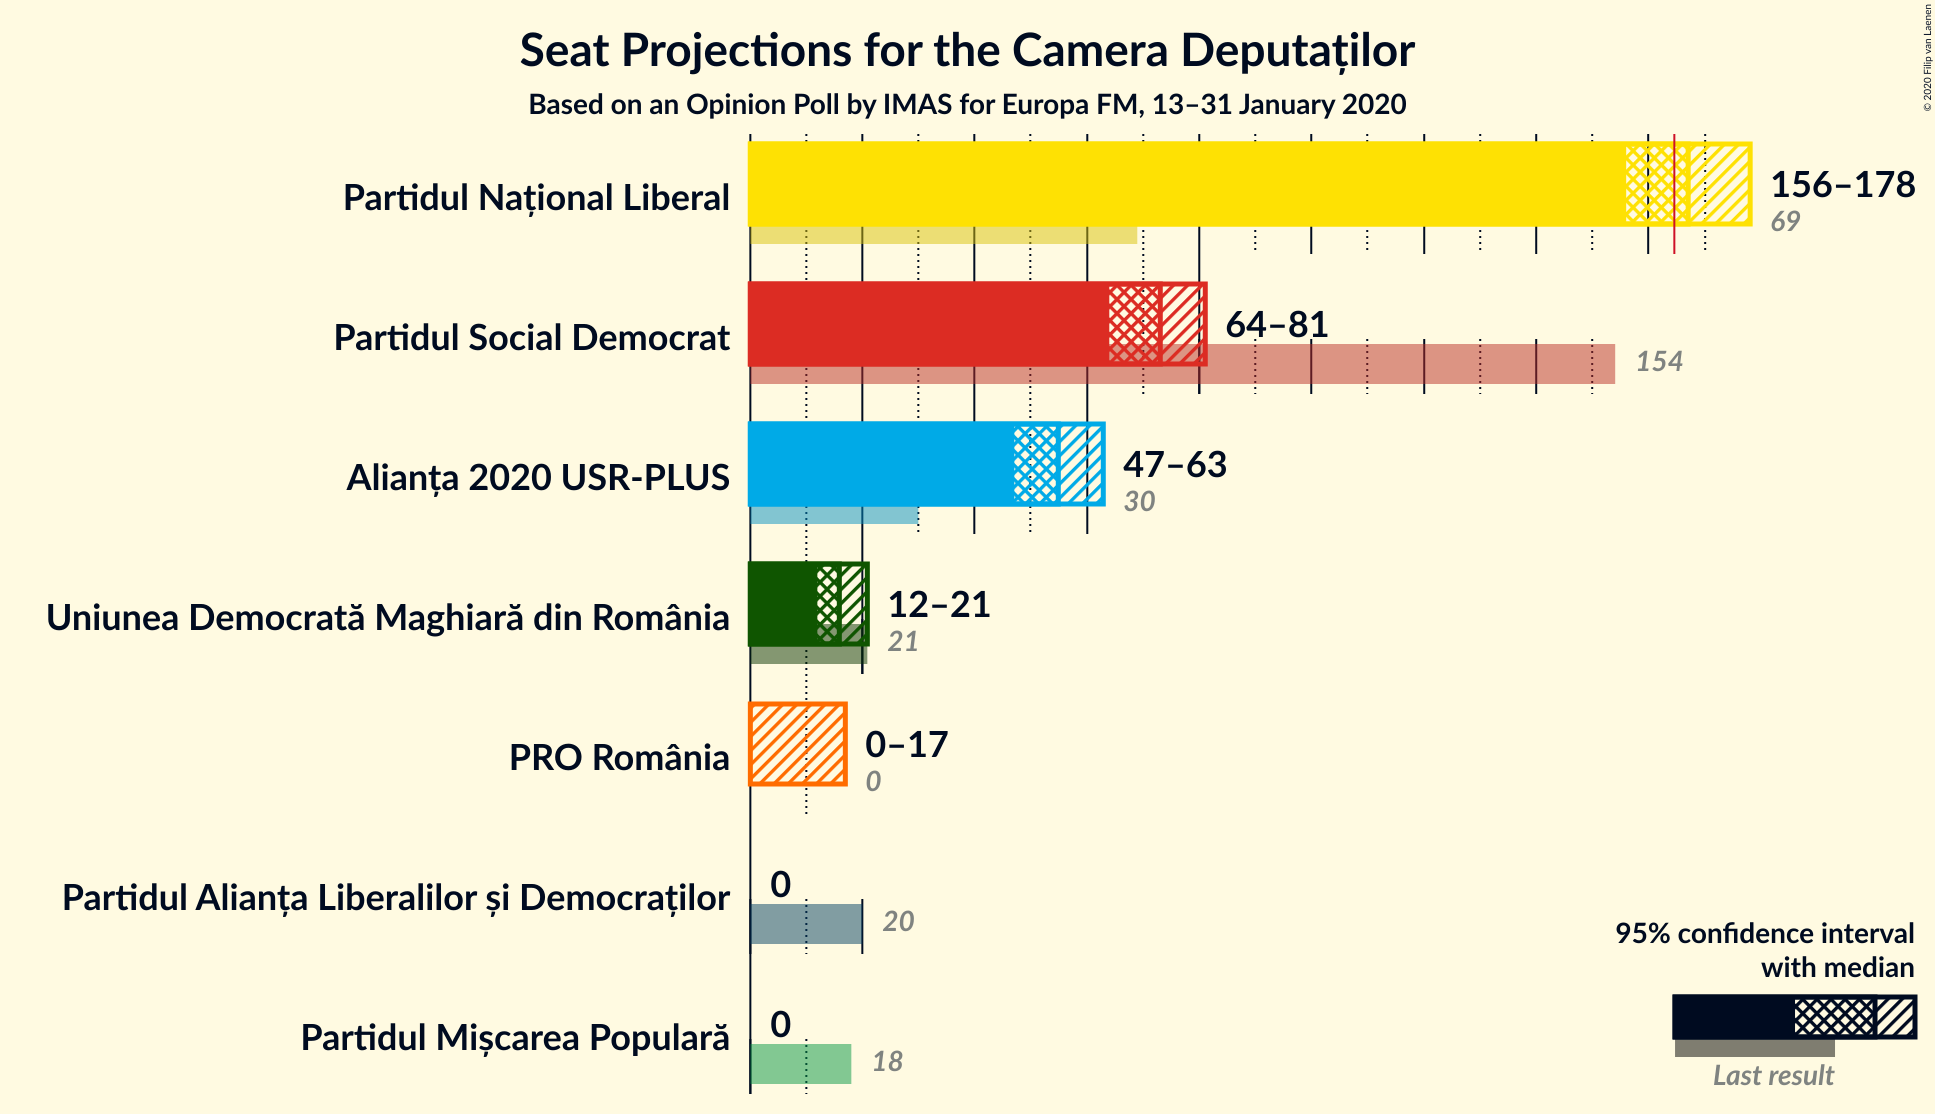 Seat Projections for the Camera Deputaților
Based on an Opinion Poll by IMAS for Europa FM, 13–31 January 2020
© 2020 Filip van Laenen
Partidul Național Liberal
156–178
69
Partidul Social Democrat
64–81
154
Alianța 2020 USR-PLUS
47–63
30
Uniunea Democrată Maghiară din România
12–21
21
PRO România
0–17
0
Partidul Alianța Liberalilor și Democraților
0
20
Partidul Mișcarea Populară
0
18
95% confidence interval
with median
Last result